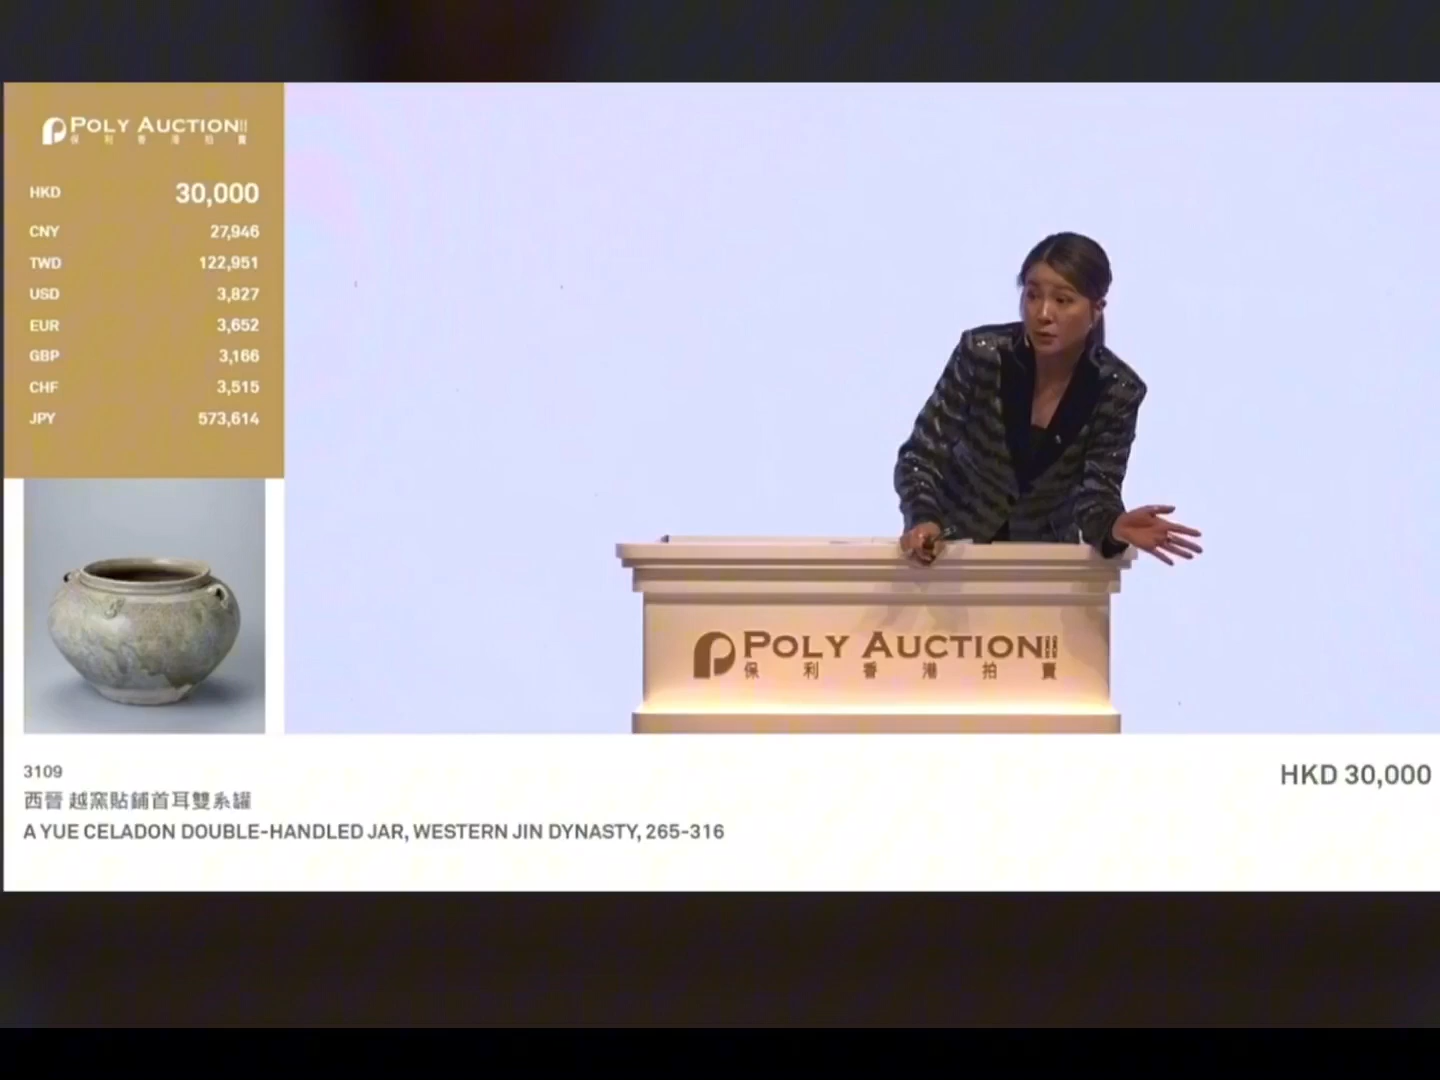 POLY AUCTION
保利香港拍賣
HKD 30,000
CNY 27,946
TWD 122,951
USD 3,827
EUR 3,652
GBP 3,166
CHF 3,515
JPY 573,614
POLY AUCTION
保利香港拍賣
3109
HKD 30,000
西晉 越窯貼鋪首耳雙系罐
A YUE CELADON DOUBLE-HANDLED JAR, WESTERN JIN DYNASTY, 265-316